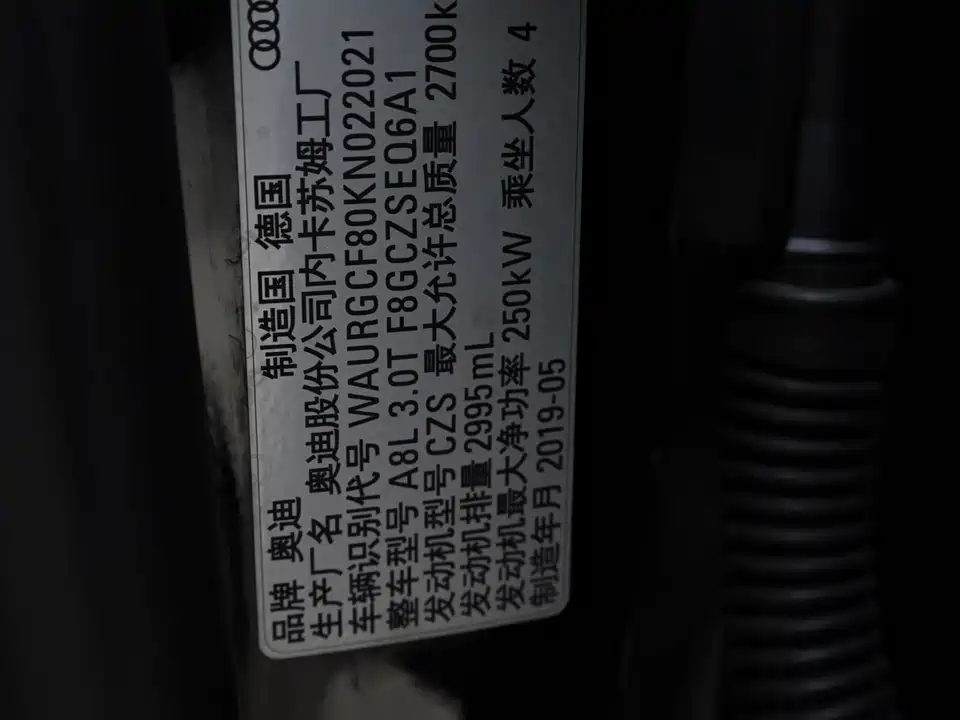 品牌 奥迪 制造国 德国
生产厂名 奥迪股份公司内卡苏姆工厂
车辆识别代号 WAURGCF80KN022021
整车型号 A8L 3.0T F8GCZSEQ6A1
发动机型号 CZS 最大允许总质量 2700k
发动机排量 2995mL
发动机最大净功率 250kW 乘坐人数 4
制造年月 2019-05